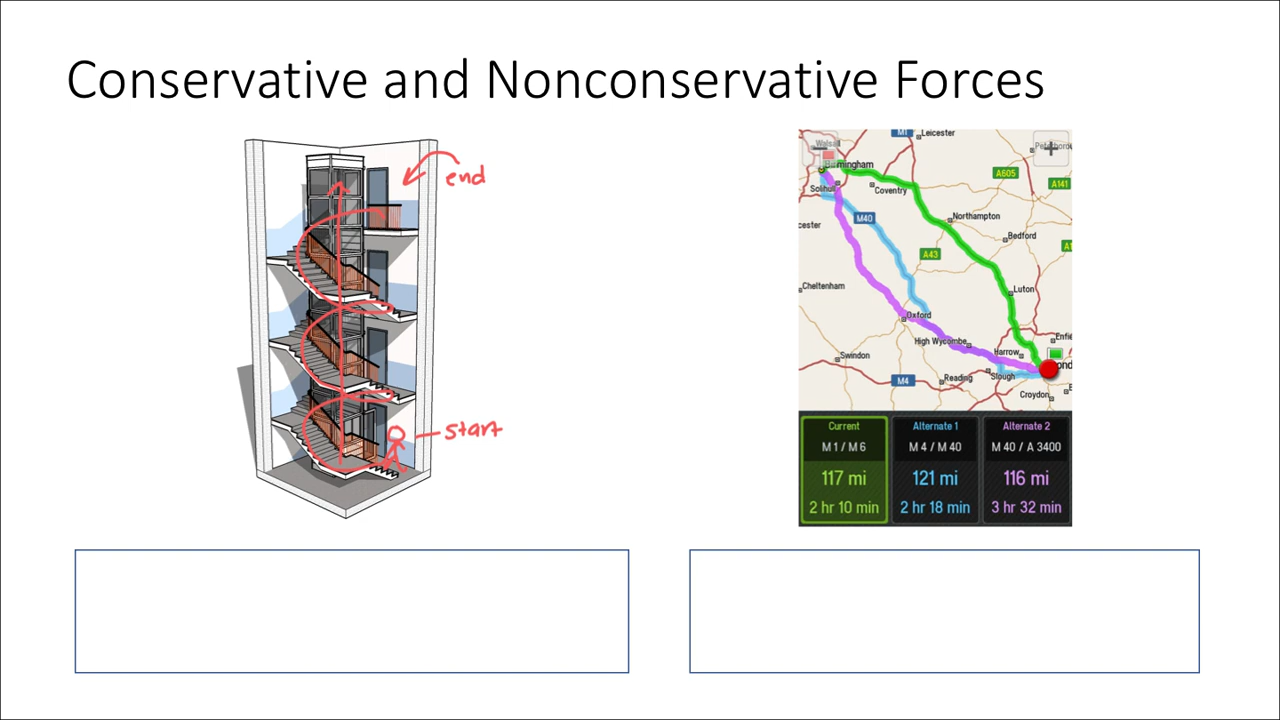 Conservative and Nonconservative Forces
end
start
M1
Leicester
Birmingham
A605
A141
Solihull
Coventry
M40
Northampton
Bedford
A43
Cheltenham
Luton
Oxford
High Wycombe
Harrow
Swindon
M4
Reading
Slough
Croydon
Current
M 1 / M 6
117 mi
2 hr 10 min
Alternate 1
M 4 / M 40
121 mi
2 hr 18 min
Alternate 2
M 40 / A 3400
116 mi
3 hr 32 min